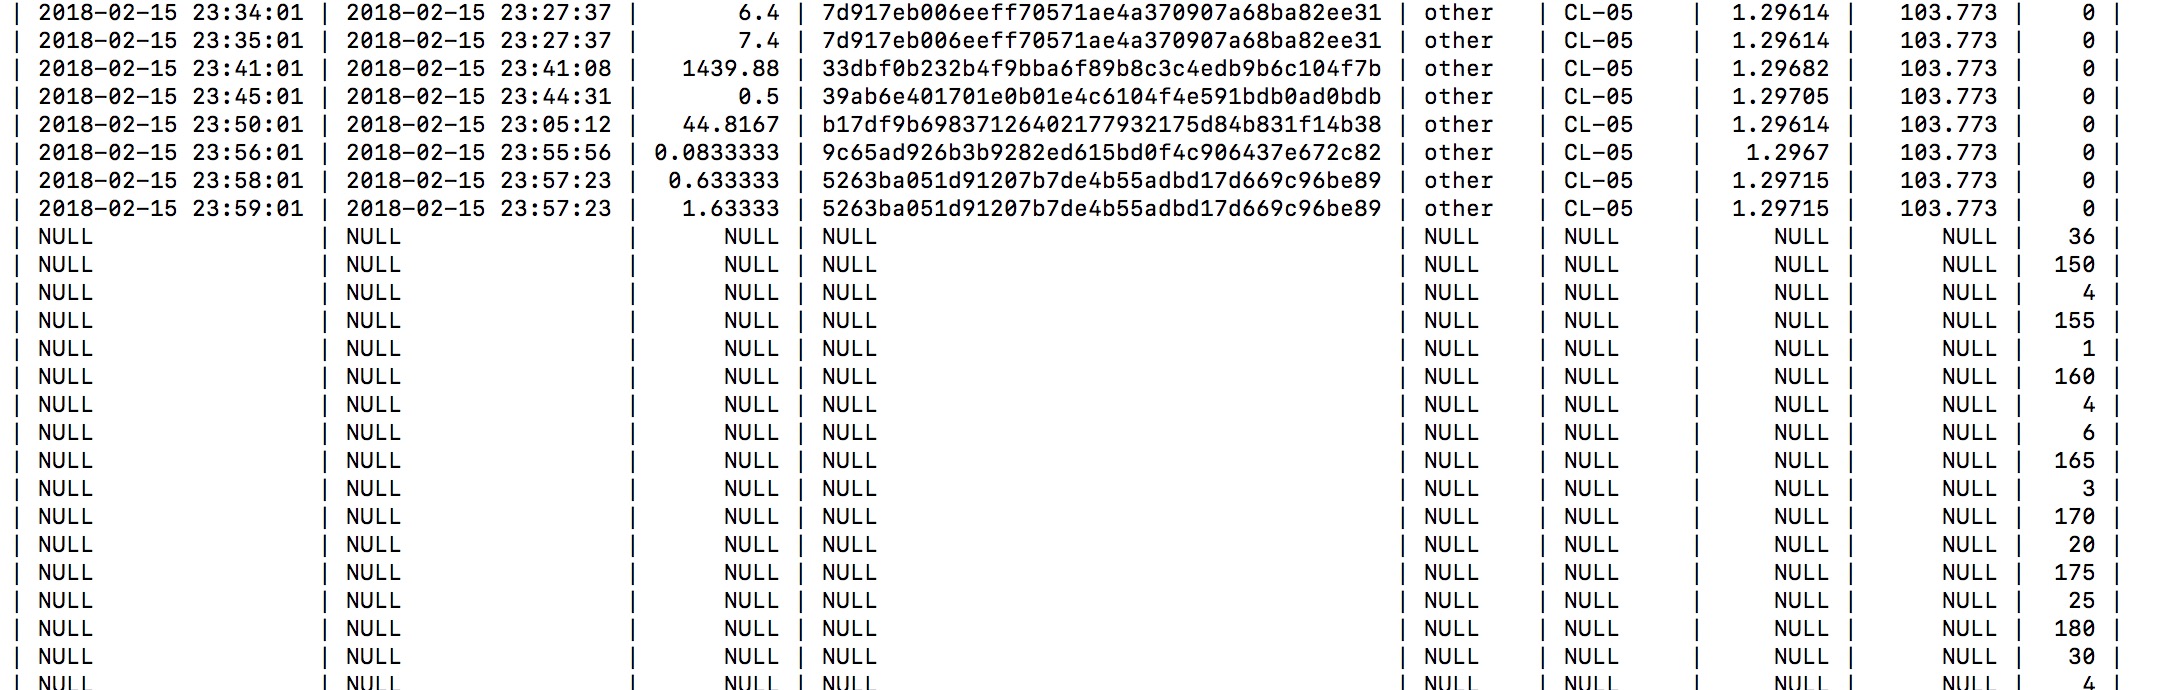 | 2018-02-15 23:34:01 | 2018-02-15 23:27:37 | 6.4 | 7d917eb006eeff70571ae4a370907a68ba82ee31 | other | CL-05 | 1.29614 | 103.773 | 0 |
| 2018-02-15 23:35:01 | 2018-02-15 23:27:37 | 7.4 | 7d917eb006eeff70571ae4a370907a68ba82ee31 | other | CL-05 | 1.29614 | 103.773 | 0 |
| 2018-02-15 23:41:01 | 2018-02-15 23:41:08 | 1439.88 | 33dbf0b232b4f9bba6f89b8c3c4edb9b6c104f7b | other | CL-05 | 1.29682 | 103.773 | 0 |
| 2018-02-15 23:45:01 | 2018-02-15 23:44:31 | 0.5 | 39ab6e401701e0b01e4c6104f4e591bdb0ad0bdb | other | CL-05 | 1.29705 | 103.773 | 0 |
| 2018-02-15 23:50:01 | 2018-02-15 23:05:12 | 44.8167 | b17df9b69837126402177932175d84b831f14b38 | other | CL-05 | 1.29614 | 103.773 | 0 |
| 2018-02-15 23:56:01 | 2018-02-15 23:55:56 | 0.0833333 | 9c65ad926b3b9282ed615bd0f4c906437e672c82 | other | CL-05 | 1.2967 | 103.773 | 0 |
| 2018-02-15 23:58:01 | 2018-02-15 23:57:23 | 0.633333 | 5263ba051d91207b7de4b55adbd17d669c96be89 | other | CL-05 | 1.29715 | 103.773 | 0 |
| 2018-02-15 23:59:01 | 2018-02-15 23:57:23 | 1.63333 | 5263ba051d91207b7de4b55adbd17d669c96be89 | other | CL-05 | 1.29715 | 103.773 | 0 |
| NULL | NULL | NULL | NULL | NULL | NULL | NULL | NULL | 36 |
| NULL | NULL | NULL | NULL | NULL | NULL | NULL | NULL | 150 |
| NULL | NULL | NULL | NULL | NULL | NULL | NULL | NULL | 4 |
| NULL | NULL | NULL | NULL | NULL | NULL | NULL | NULL | 155 |
| NULL | NULL | NULL | NULL | NULL | NULL | NULL | NULL | 1 |
| NULL | NULL | NULL | NULL | NULL | NULL | NULL | NULL | 160 |
| NULL | NULL | NULL | NULL | NULL | NULL | NULL | NULL | 4 |
| NULL | NULL | NULL | NULL | NULL | NULL | NULL | NULL | 6 |
| NULL | NULL | NULL | NULL | NULL | NULL | NULL | NULL | 165 |
| NULL | NULL | NULL | NULL | NULL | NULL | NULL | NULL | 3 |
| NULL | NULL | NULL | NULL | NULL | NULL | NULL | NULL | 170 |
| NULL | NULL | NULL | NULL | NULL | NULL | NULL | NULL | 20 |
| NULL | NULL | NULL | NULL | NULL | NULL | NULL | NULL | 175 |
| NULL | NULL | NULL | NULL | NULL | NULL | NULL | NULL | 25 |
| NULL | NULL | NULL | NULL | NULL | NULL | NULL | NULL | 180 |
| NULL | NULL | NULL | NULL | NULL | NULL | NULL | NULL | 30 |
| NULL | NULL | NULL | NULL | NULL | NULL | NULL | NULL | 4 |